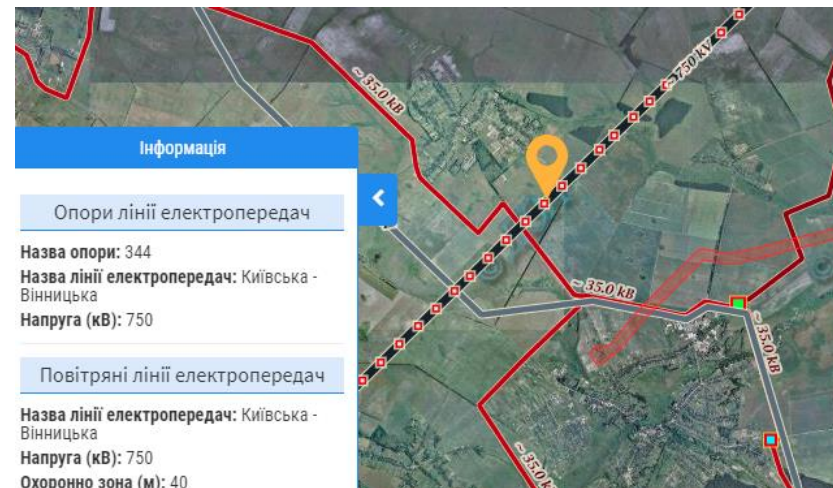 ~ 750 kV
~ 35.0 кВ
Інформація
Опори лінії електропередач
Назва опори: 344
Назва лінії електропередач: Київська -
Вінницька
Напруга (кВ): 750
~ 35.0 кВ
~ 35.0 кВ
Повітряні лінії електропередач
Назва лінії електропередач: Київська -
Вінницька
Напруга (кВ): 750
Охоронно зона (м): 40
~ 35.0 кВ